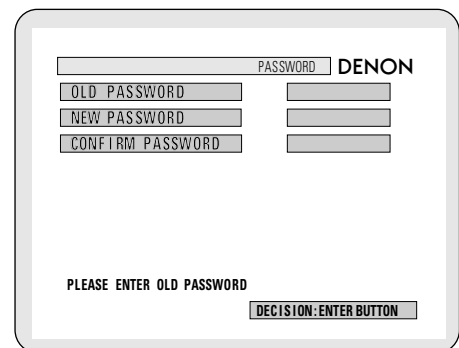 PASSWORD DENON
OLD PASSWORD
NEW PASSWORD
CONFIRM PASSWORD
PLEASE ENTER OLD PASSWORD
DECISION:ENTER BUTTON